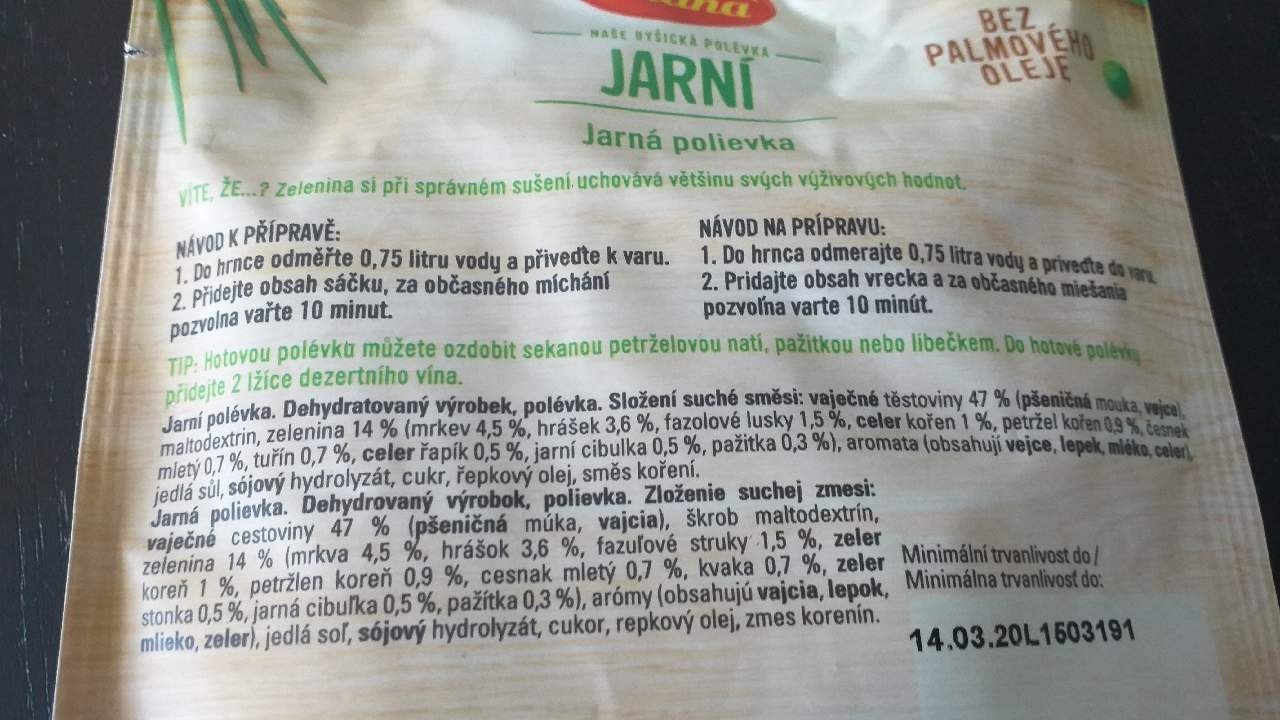 NAŠE BYŠICKÁ POLÉVKA
JARNÍ
Jarná polievka
BEZ
PALMOVÉHO
OLEJE
VÍTE, ŽE...? Zelenina si při správném sušení uchovává většinu svých výživových hodnot.
NÁVOD K PŘÍPRAVĚ:
1. Do hrnce odměřte 0,75 litru vody a přiveďte k varu.
2. Přidejte obsah sáčku, za občasného míchání
pozvolna vařte 10 minut.
NÁVOD NA PRÍPRAVU:
1. Do hrnca odmerajte 0,75 litra vody a priveďte do varu.
2. Pridajte obsah vrecka a za občasného miešania
pozvoľna varte 10 minút.
TIP: Hotovou polévku můžete ozdobit sekanou petrželovou natí, pažitkou nebo libečkem. Do hotové polévky
přidejte 2 lžíce dezertního vína.
Jarní polévka. Dehydratovaný výrobek, polévka. Složení suché směsi: vaječné těstoviny 47 % (pšeničná mouka, vejce),
maltodextrin, zelenina 14 % (mrkev 4,5 %, hrášek 3,6 %, fazolové lusky 1,5 %, celer kořen 1 %, petržel kořen 0,9 %, česnek
mletý 0,7 %, tuřín 0,7 %, celer řapík 0,5 %, jarní cibulka 0,5 %, pažitka 0,3 %), aromata (obsahují vejce, lepek, mléko, celer),
jedlá sůl, sójový hydrolyzát, cukr, řepkový olej, směs koření.
Jarná polievka. Dehydrovaný výrobok, polievka. Zloženie suchej zmesi:
vaječné cestoviny 47 % (pšeničná múka, vajcia), škrob maltodextrín,
zelenina 14 % (mrkva 4,5 %, hrášok 3,6 %, fazuľové struky 1,5 %, zeler
koreň 1 %, petržlen koreň 0,9 %, cesnak mletý 0,7 %, kvaka 0,7 %, zeler
stonka 0,5 %, jarná cibuľka 0,5 %, pažítka 0,3 %), arómy (obsahujú vajcia, lepok,
mlieko, zeler), jedlá soľ, sójový hydrolyzát, cukor, repkový olej, zmes korenín.
Minimální trvanlivost do /
Minimálna trvanlivosť do:
14.03.20L1503191